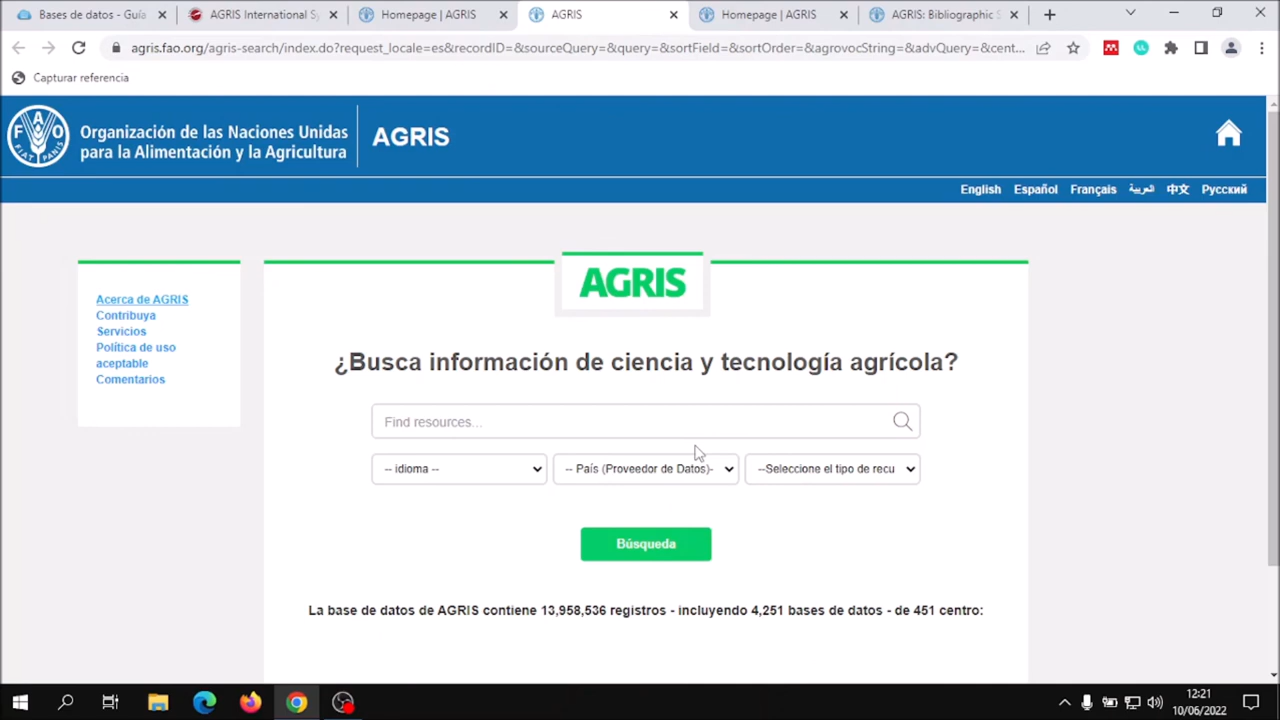 Bases de datos - Guía
AGRIS International Sy
Homepage | AGRIS
AGRIS
Homepage | AGRIS
AGRIS: Bibliographic S
agris.fao.org/agris-search/index.do?request_locale=es&recordID=&sourceQuery=&query=&sortField=&sortOrder=&agrovocString=&advQuery=&cent...
Capturar referencia
FAO
FIAT PANIS
Organización de las Naciones Unidas
para la Alimentación y la Agricultura
AGRIS
English Español Français العربية 中文 Русский
AGRIS
Acerca de AGRIS
Contribuya
Servicios
Política de uso
aceptable
Comentarios
¿Busca información de ciencia y tecnología agrícola?
Find resources...
-- idioma --
-- País (Proveedor de Datos)-
--Seleccione el tipo de recu
Búsqueda
La base de datos de AGRIS contiene 13,958,536 registros - incluyendo 4,251 bases de datos - de 451 centro:
12:21
10/06/2022